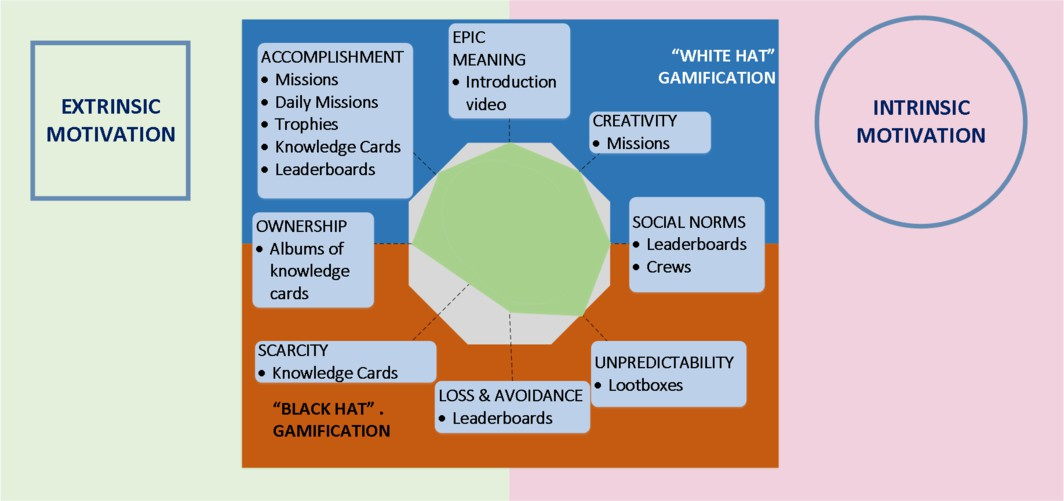 EXTRINSIC
MOTIVATION
ACCOMPLISHMENT
• Missions
• Daily Missions
• Trophies
• Knowledge Cards
• Leaderboards
EPIC
MEANING
• Introduction
video
"WHITE HAT"
GAMIFICATION
CREATIVITY
• Missions
INTRINSIC
MOTIVATION
OWNERSHIP
• Albums of
knowledge
cards
SOCIAL NORMS
• Leaderboards
• Crews
SCARCITY
• Knowledge Cards
UNPREDICTABILITY
• Lootboxes
LOSS & AVOIDANCE
• Leaderboards
"BLACK HAT" .
GAMIFICATION